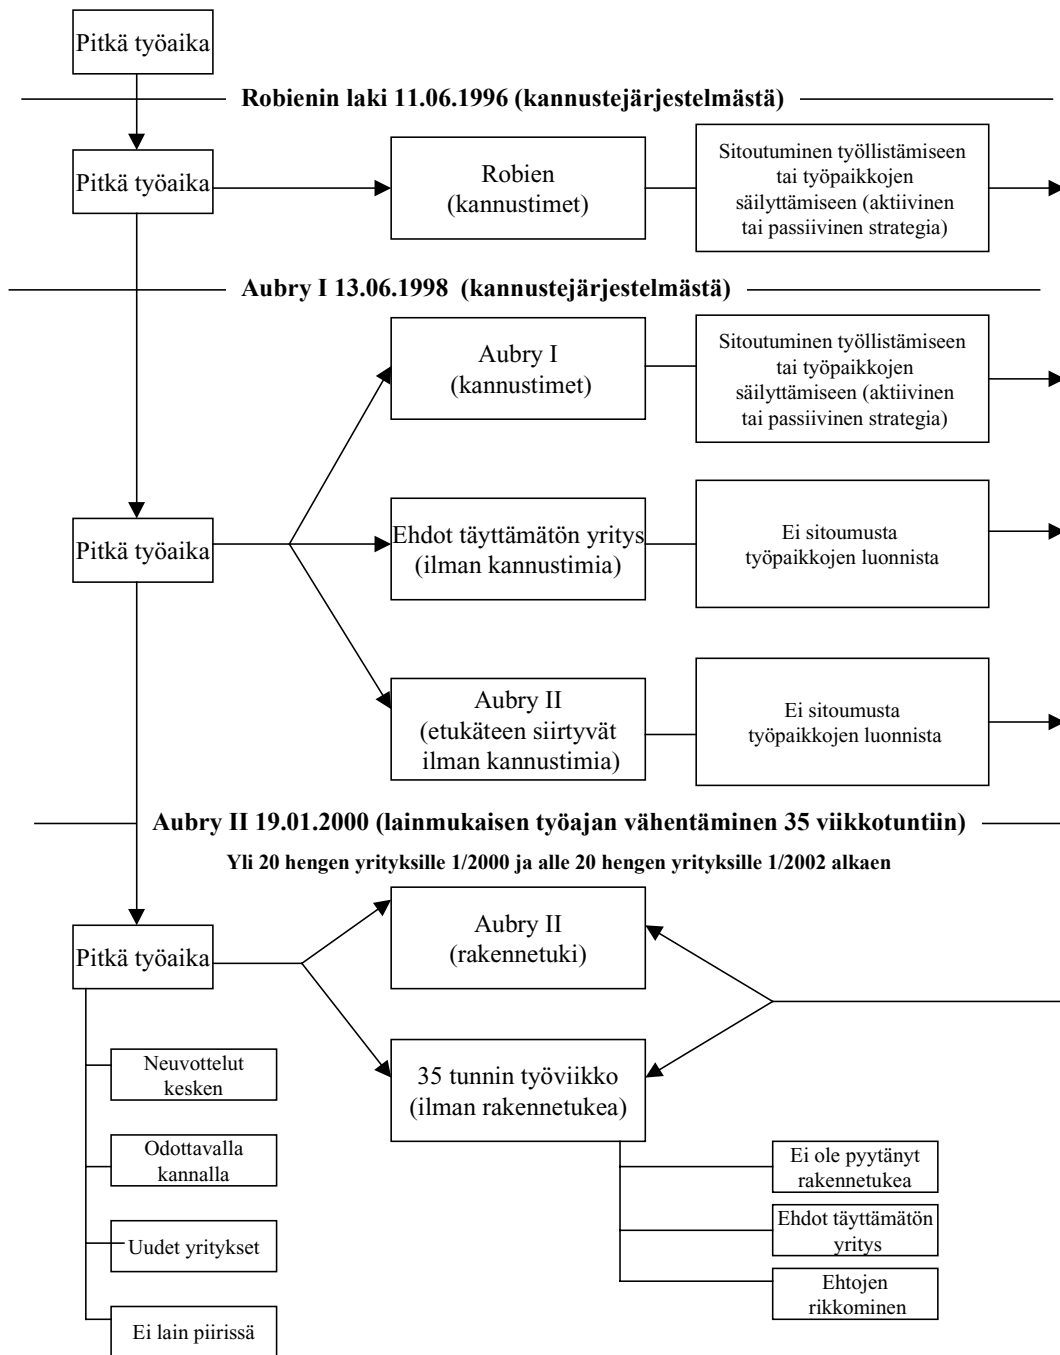 Pitkä työaika
Robienin laki 11.06.1996 (kannustejärjestelmästä)
Pitkä työaika
Robien
(kannustimet)
Sitoutuminen työllistämiseen
tai työpaikkojen
säilyttämiseen (aktiivinen
tai passiivinen strategia)
Aubry I 13.06.1998 (kannustejärjestelmästä)
Aubry I
(kannustimet)
Sitoutuminen työllistämiseen
tai työpaikkojen
säilyttämiseen (aktiivinen
tai passiivinen strategia)
Pitkä työaika
Ehdot täyttämätön yritys
(ilman kannustimia)
Ei sitoumusta
työpaikkojen luonnista
Aubry II
(etukäteen siirtyvät
ilman kannustimia)
Ei sitoumusta
työpaikkojen luonnista
Aubry II 19.01.2000 (lainmukaisen työajan vähentäminen 35 viikkotuntiin)
Yli 20 hengen yrityksille 1/2000 ja alle 20 hengen yrityksille 1/2002 alkaen
Pitkä työaika
Aubry II
(rakennetuki)
Neuvottelut
kesken
Odottavalla
kannalla
Uudet yritykset
Ei lain piirissä
35 tunnin työviikko
(ilman rakennetukea)
Ei ole pyytänyt
rakennetukea
Ehdot täyttämätön
yritys
Ehtojen
rikkominen